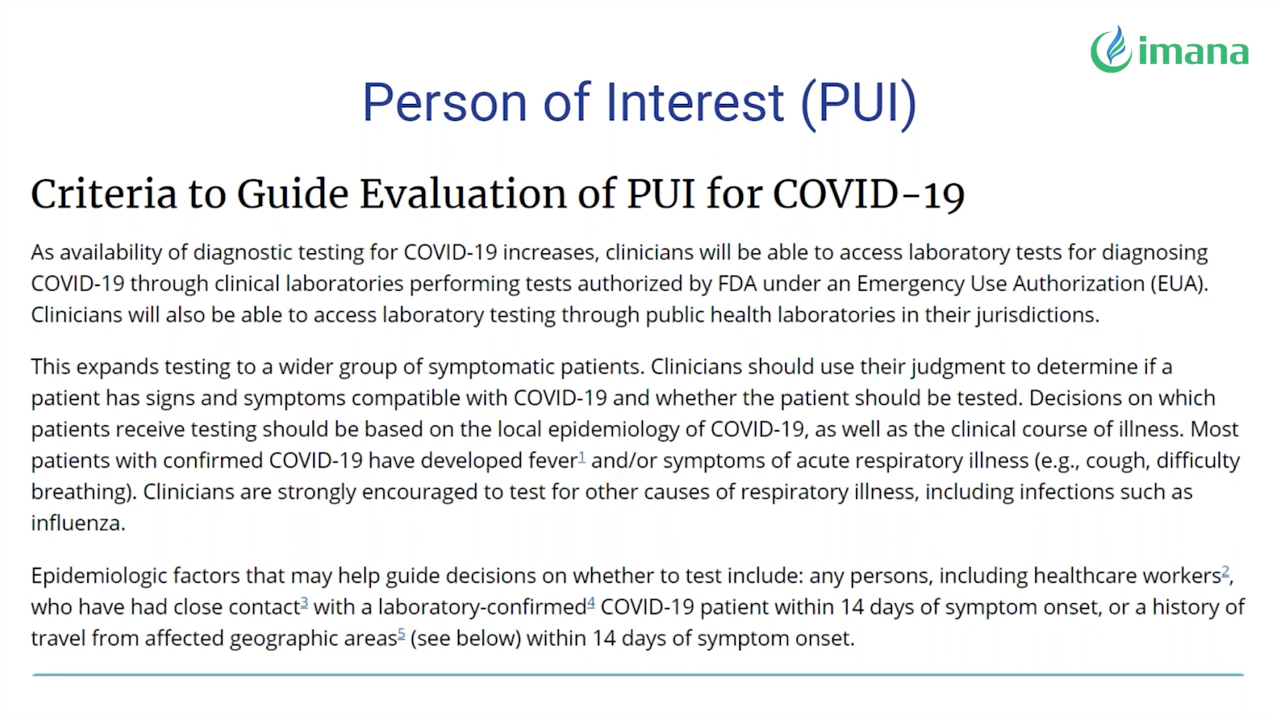 imana
Person of Interest (PUI)
Criteria to Guide Evaluation of PUI for COVID-19
As availability of diagnostic testing for COVID-19 increases, clinicians will be able to access laboratory tests for diagnosing
COVID-19 through clinical laboratories performing tests authorized by FDA under an Emergency Use Authorization (EUA).
Clinicians will also be able to access laboratory testing through public health laboratories in their jurisdictions.
This expands testing to a wider group of symptomatic patients. Clinicians should use their judgment to determine if a
patient has signs and symptoms compatible with COVID-19 and whether the patient should be tested. Decisions on which
patients receive testing should be based on the local epidemiology of COVID-19, as well as the clinical course of illness. Most
patients with confirmed COVID-19 have developed fever1 and/or symptoms of acute respiratory illness (e.g., cough, difficulty
breathing). Clinicians are strongly encouraged to test for other causes of respiratory illness, including infections such as
influenza.
Epidemiologic factors that may help guide decisions on whether to test include: any persons, including healthcare workers2,
who have had close contact3 with a laboratory-confirmed4 COVID-19 patient within 14 days of symptom onset, or a history of
travel from affected geographic areas5 (see below) within 14 days of symptom onset.